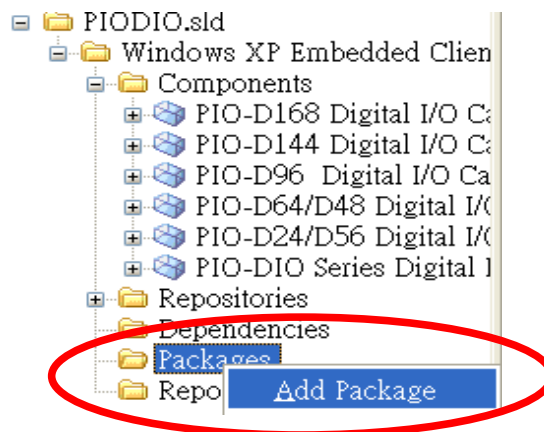 PIODIO.sld
Windows XP Embedded Clien
Components
PIO-D168 Digital I/O Ca
PIO-D144 Digital I/O Ca
PIO-D96  Digital I/O Ca
PIO-D64/D48 Digital I/(
PIO-D24/D56 Digital I/(
PIO-DIO Series Digital I
Repositories
Dependencies
Packages
Repo
Add Package